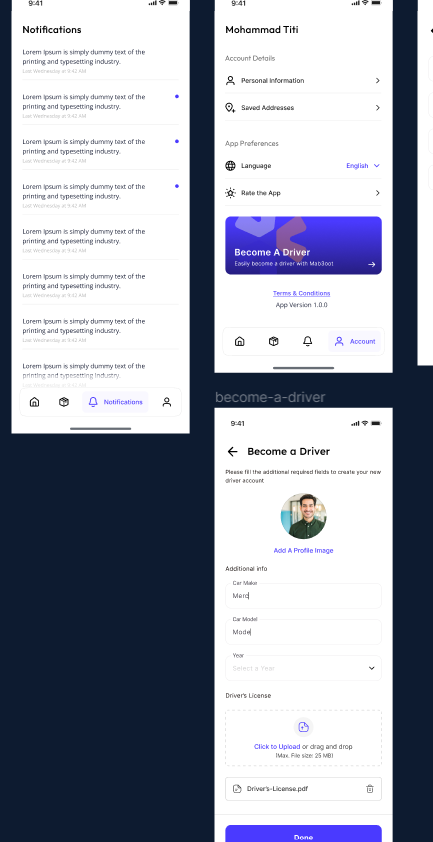 9:41
Notifications
Lorem Ipsum is simply dummy text of the
printing and typesetting industry.
Last Wednesday at 9:42 AM
Lorem Ipsum is simply dummy text of the
printing and typesetting industry.
Last Wednesday at 9:42 AM
Lorem Ipsum is simply dummy text of the
printing and typesetting industry.
Last Wednesday at 9:42 AM
Lorem Ipsum is simply dummy text of the
printing and typesetting industry.
Last Wednesday at 9:42 AM
Lorem Ipsum is simply dummy text of the
printing and typesetting industry.
Last Wednesday at 9:42 AM
Lorem Ipsum is simply dummy text of the
printing and typesetting industry.
Last Wednesday at 9:42 AM
Lorem Ipsum is simply dummy text of the
printing and typesetting industry.
Last Wednesday at 9:42 AM
Lorem Ipsum is simply dummy text of the
printing and typesetting industry.
Last Wednesday at 9:42 AM
Notifications
9:41
Mohammad Titi
Account Details
Personal Information
Saved Addresses
App Preferences
Language
English
Rate the App
Become A Driver
Easily become a driver with Mab3oot
Terms & Conditions
App Version 1.0.0
Account
become-a-driver
9:41
Become a Driver
Please fill the additional required fields to create your new
driver account
Add A Profile Image
Additional info
Car Make
Merc
Car Model
Mode
Year
Select a Year
Driver's License
Click to Upload or drag and drop
(Max. File size: 25 MB)
Driver's-License.pdf
Done